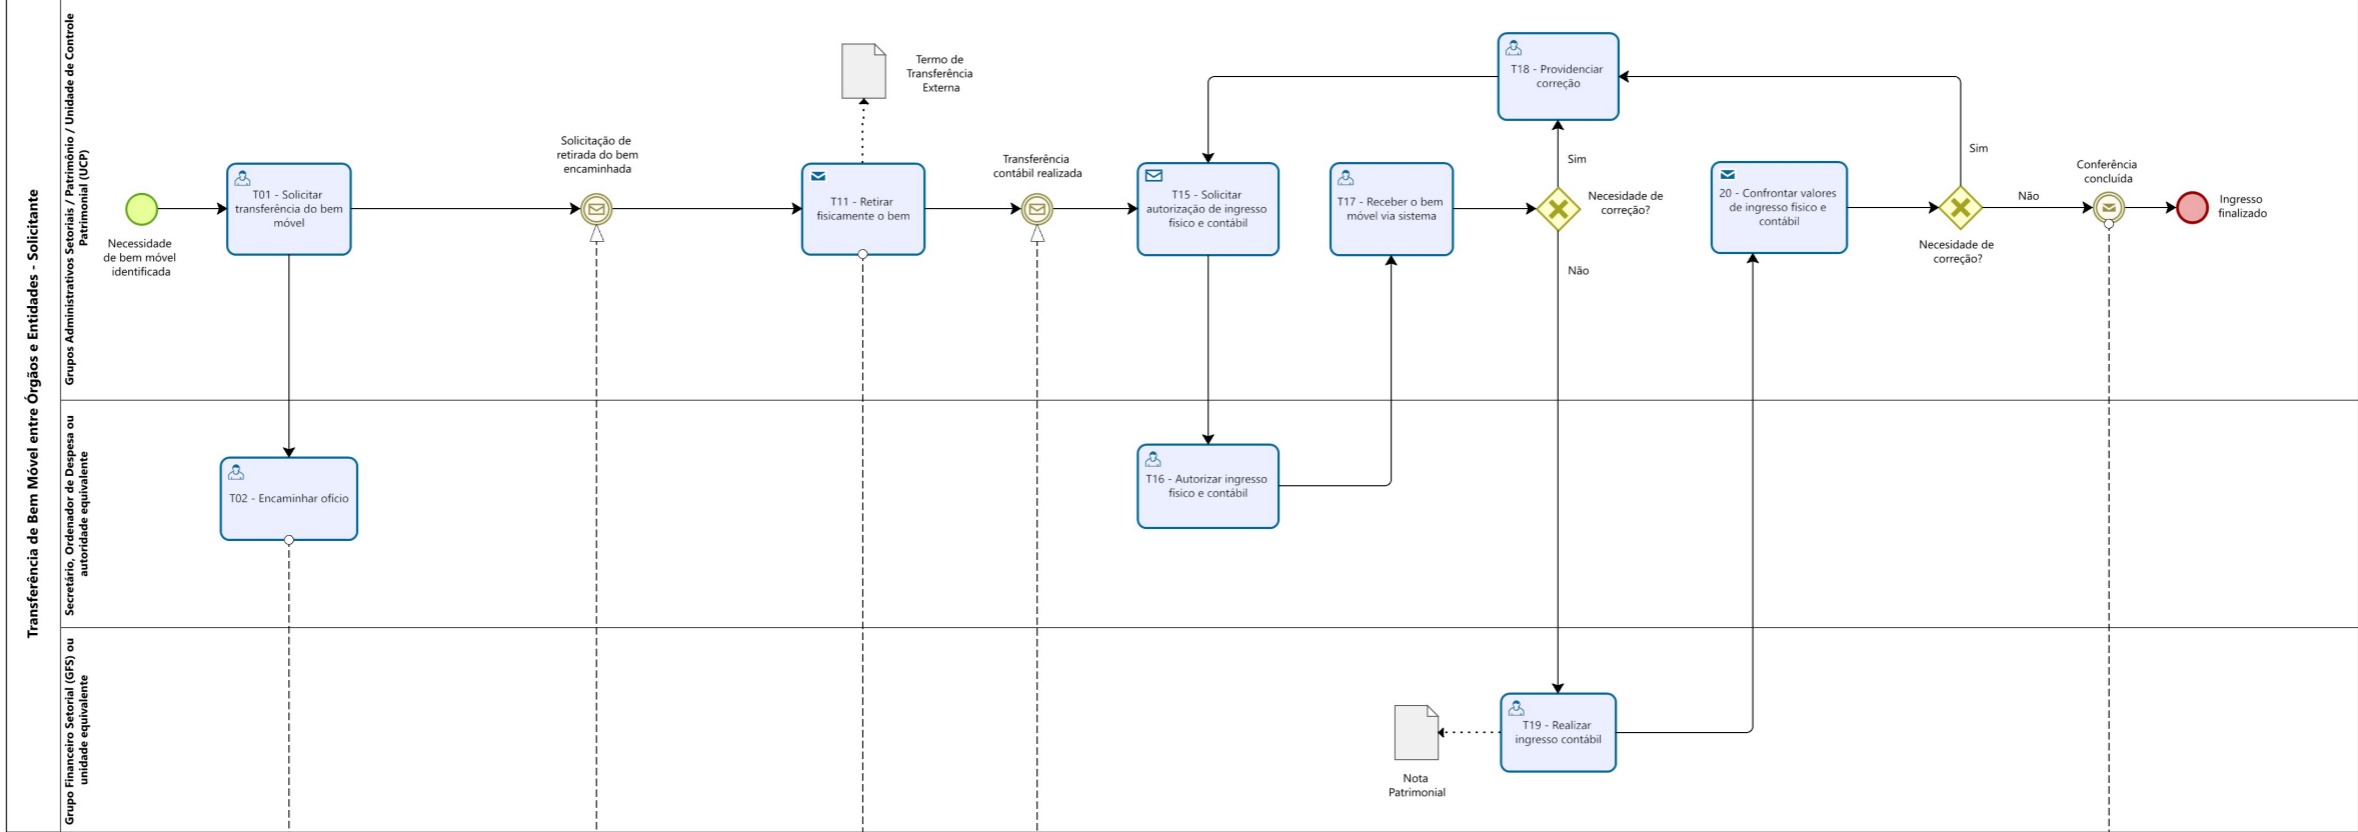 Transferência de Bem Móvel entre Órgãos e Entidades - Solicitante
Grupos Administrativos Setoriais / Patrimônio / Unidade de Controle
Patrimonial (UCP)
Necessidade
de bem móvel
identificada
T01 - Solicitar
transferência do bem
móvel
Solicitação de
retirada do bem
encaminhada
Termo de
Transferência
Externa
T11 - Retirar
fisicamente o bem
Transferência
contábil realizada
T15 - Solicitar
autorização de ingresso
físico e contábil
T17 - Receber o bem
móvel via sistema
T18 - Providenciar
correção
Sim
Necesidade de
correção?
Não
20 - Confrontar valores
de ingresso físico e
contábil
Sim
Necesidade de
correção?
Não
Conferência
concluída
Ingresso
finalizado
Secretário, Ordenador de Despesa ou
autoridade equivalente
T02 - Encaminhar ofício
T16 - Autorizar ingresso
físico e contábil
Grupo Financeiro Setorial (GFS) ou
unidade equivalente
Nota
Patrimonial
T19 - Realizar
ingresso contábil